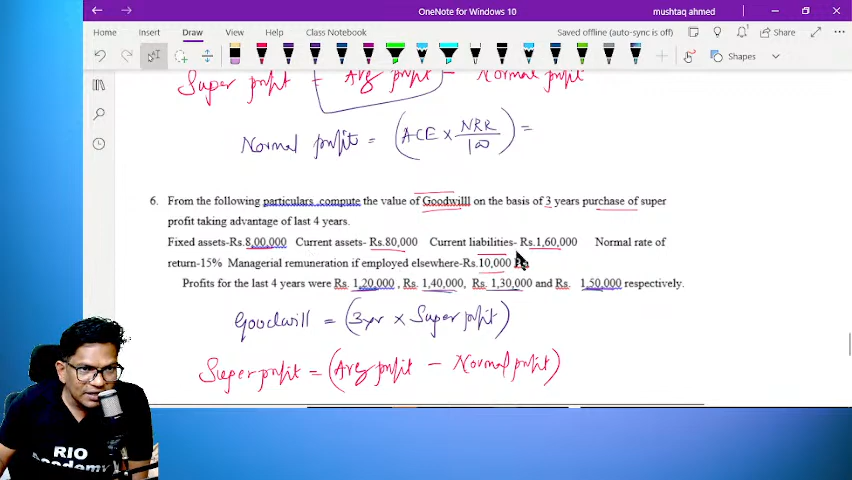 OneNote for Windows 10
mushtaq ahmed
Home Insert Draw View Help Class Notebook
Saved offline (auto-sync is off) Share
Shapes
Super profit = Avg profit - Normal profit
Normal profit = (ACE × NRR/100) =
6. From the following particulars compute the value of Goodwilll on the basis of 3 years purchase of super
profit taking advantage of last 4 years.
Fixed assets-Rs.8,00,000 Current assets- Rs.80,000 Current liabilities- Rs.1,60,000 Normal rate of
return-15% Managerial remuneration if employed elsewhere-Rs.10,000
Profits for the last 4 years were Rs. 1,20,000 , Rs. 1,40,000, Rs. 1,30,000 and Rs. 1,50,000 respectively.
Goodwill = (3yr × Super profit)
Super profit = (Avg profit - Normal profit)
RIO
Academy